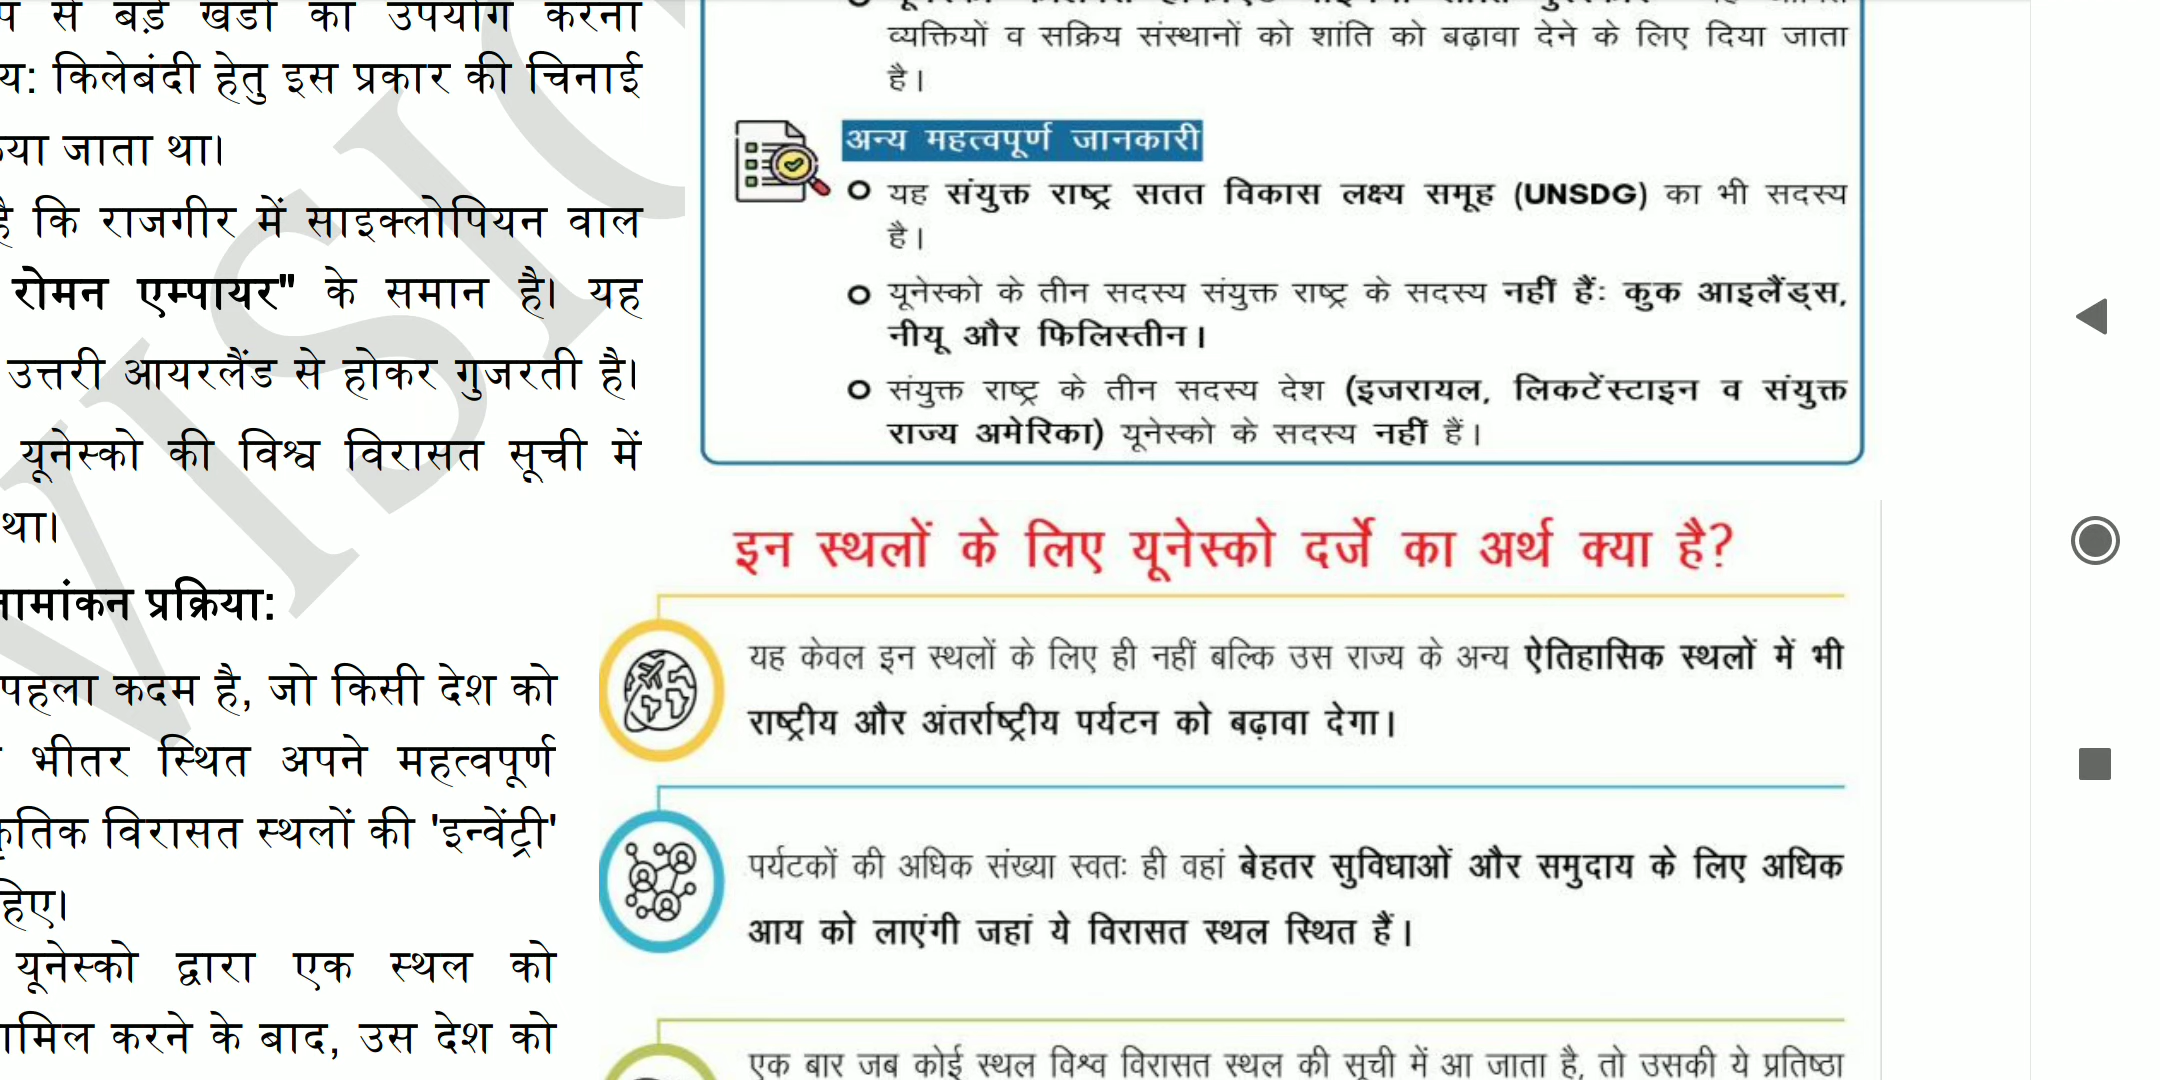 प से बड़े खंडों का उपयोग करना
य: किलेबंदी हेतु इस प्रकार की चिनाई
या जाता था।
है कि राजगीर में साइक्लोपियन वाल
रोमन एम्पायर" के समान है। यह
उत्तरी आयरलैंड से होकर गुजरती है।
यूनेस्को की विश्व विरासत सूची में
था।
नामांकन प्रक्रिया:
पहला कदम है, जो किसी देश को
भीतर स्थित अपने महत्वपूर्ण
कृतिक विरासत स्थलों की 'इन्वेंट्री'
हिए।
यूनेस्को द्वारा एक स्थल को
ामिल करने के बाद, उस देश को
व्यक्तियों व सक्रिय संस्थानों को शांति को बढ़ावा देने के लिए दिया जाता
है।
अन्य महत्वपूर्ण जानकारी
यह संयुक्त राष्ट्र सतत विकास लक्ष्य समूह (UNSDG) का भी सदस्य
है।
यूनेस्को के तीन सदस्य संयुक्त राष्ट्र के सदस्य नहीं हैं: कुक आइलैंड्स,
नीयू और फिलिस्तीन।
संयुक्त राष्ट्र के तीन सदस्य देश (इजरायल, लिकटेंस्टाइन व संयुक्त
राज्य अमेरिका) यूनेस्को के सदस्य नहीं हैं।
इन स्थलों के लिए यूनेस्को दर्जे का अर्थ क्या है?
यह केवल इन स्थलों के लिए ही नहीं बल्कि उस राज्य के अन्य ऐतिहासिक स्थलों में भी
राष्ट्रीय और अंतर्राष्ट्रीय पर्यटन को बढ़ावा देगा।
पर्यटकों की अधिक संख्या स्वतः ही वहां बेहतर सुविधाओं और समुदाय के लिए अधिक
आय को लाएंगी जहां ये विरासत स्थल स्थित हैं।
एक बार जब कोई स्थल विश्व विरासत स्थल की सूची में आ जाता है, तो उसकी ये प्रतिष्ठा
VISIO